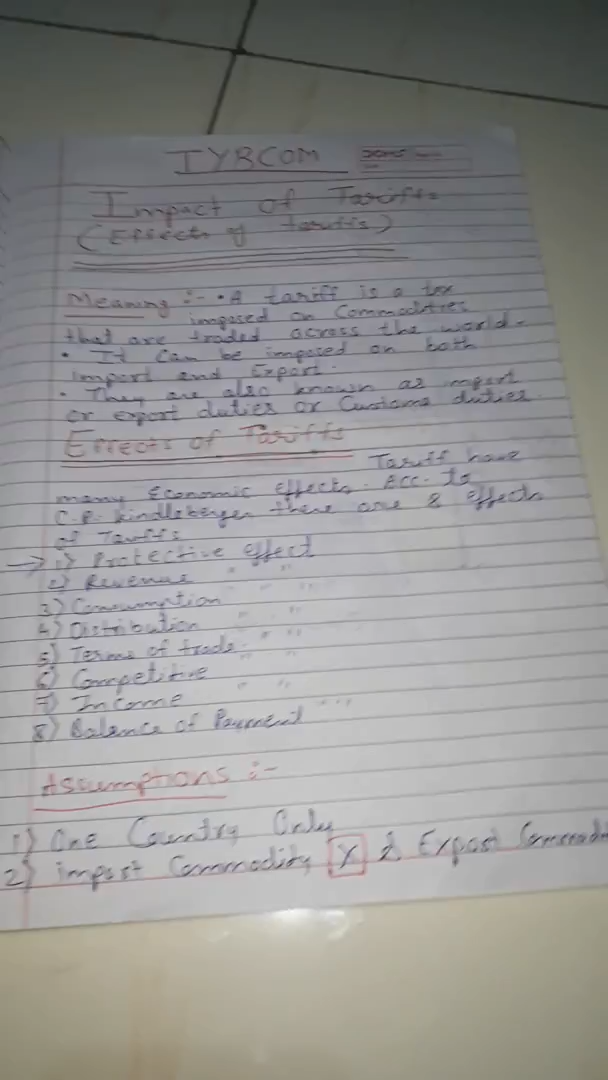 TYBCOM
Impact of Tariffs
(Effects of tariffs)
Meaning :- • A tariff is a tax
imposed on Commodities
that are traded across the world.
• It can be imposed on both
import and Export.
• They are also known as import
or export duties or Customs duties.
Effects of Tariffs
Tariff have
many Economic effects. Acc. to
C.P. Kindleberger there are 8 effects
of Tariffs
→ 1) Protective effect
2) Revenue " "
3) Consumption " "
4) Distribution " "
5) Terms of trade " "
6) Competitive " "
7) Income " "
8) Balance of Payment " "
Assumptions :-
1) One Country Only
2) import Commodity X & Export